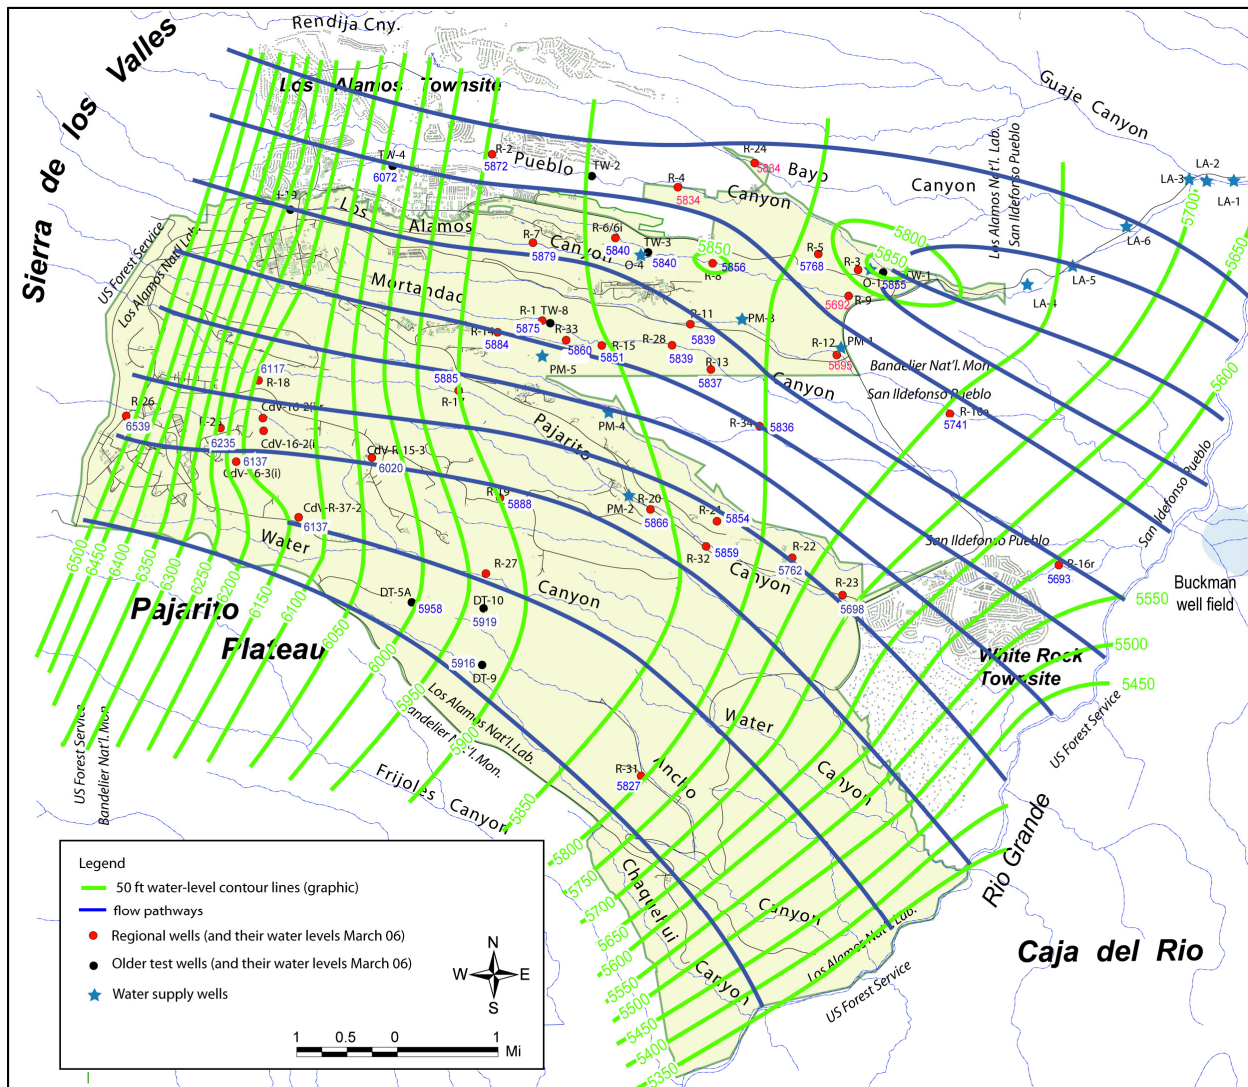 Rendija Cny.
Sierra de los Valles
Los Alamos Townsite
Guaje Canyon
Pueblo Canyon
Bayo Canyon
Los Alamos Canyon
Mortandad Canyon
Pajarito Canyon
Water Canyon
Water Canyon
Ancho Canyon
Chaquehui Canyon
Frijoles Canyon
Pajarito
Plateau
White Rock
Townsite
Rio Grande
Caja del Rio
Buckman
well field
US Forest Service
Los Alamos Nat'l. Lab.
Los Alamos Nat'l. Lab.
San Ildefonso Pueblo
Bandelier Nat'l. Mon
San Ildefonso Pueblo
San Ildefonso Pueblo
San Ildefonso Pueblo
US Forest Service
Los Alamos Nat'l. Lab.
US Forest Service
Los Alamos Nat'l. Lab.
Bandelier Nat'l. Mon.
US Forest Service
Bandelier Nat'l. Mon.
TW-4
6072
R-2
5872
TW-2
R-24
5834
R-4
5834
LA-2
LA-3
LA-1
LA-6
LA-5
LA-4
R-7
5879
R-6/6i
5840
TW-3
5840
O-4
5850
R-8
5856
R-5
5768
R-3
5800
5850
TW-1
5855
R-9
5692
R-1
TW-8
5875
R-33
5860
R-14
5884
R-15
5851
PM-5
R-28
5839
R-11
5839
PM-3
R-13
5837
R-12
PM-1
5695
R-10a
5741
R-34
5836
6117
R-18
5885
R-17
PM-4
R-26
6539
6235
CdV-16-2(i)
6137
CdV-R-15-3
6020
CdV-R-37-2
6137
R-19
5888
PM-2
R-20
5866
R-21
5854
R-32
5859
R-22
5762
R-23
5698
R-16r
5693
R-27
DT-5A
5958
DT-10
5919
5916
DT-9
R-31
5827
5700
5650
5600
5550
5500
5450
6500
6450
6400
6350
6300
6250
6200
6150
6100
6050
6000
5950
5900
5850
5800
5750
5700
5650
5600
5550
5500
5450
5400
5350
Legend
50 ft water-level contour lines (graphic)
flow pathways
Regional wells (and their water levels March 06)
Older test wells (and their water levels March 06)
Water supply wells
N
W E
S
1 0.5 0 1
Mi